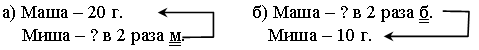 а) Маша – 20 г.
Миша – ? в 2 раза м.
б) Маша – ? в 2 раза б.
Миша – 10 г.